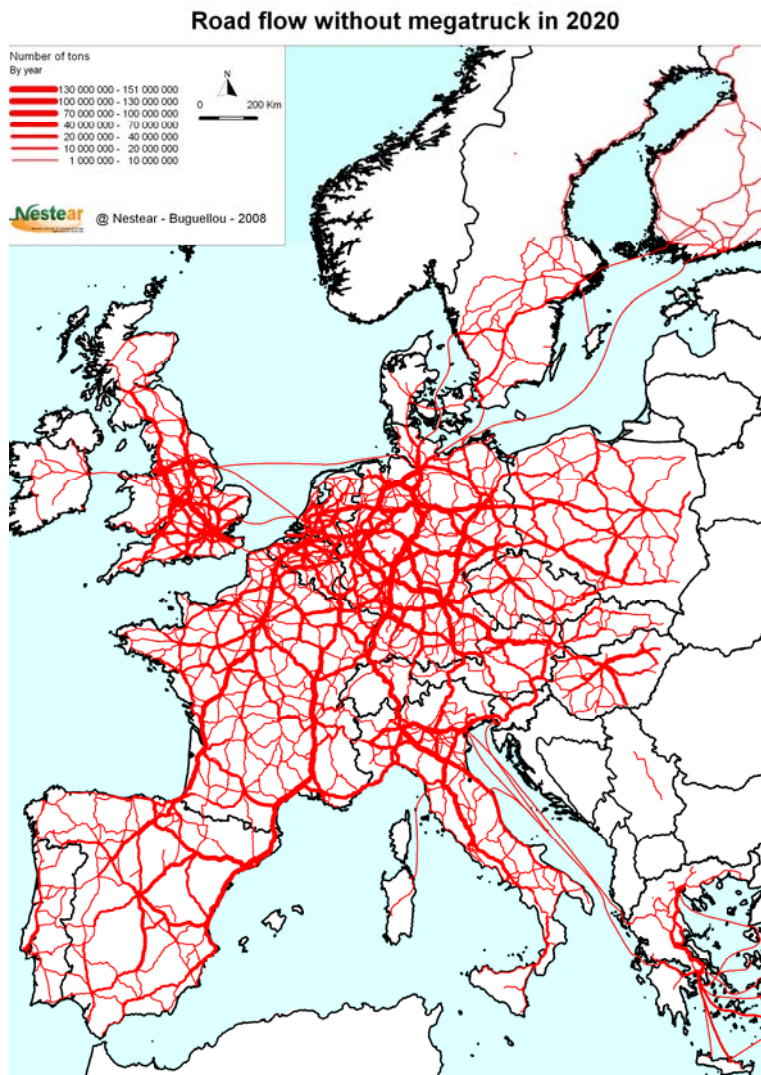 Road flow without megatruck in 2020
Number of tons
By year
130 000 000 - 151 000 000
100 000 000 - 130 000 000
70 000 000 - 100 000 000
40 000 000 - 70 000 000
20 000 000 - 40 000 000
10 000 000 - 20 000 000
1 000 000 - 10 000 000
N
0 200 Km
Nestear @ Nestear - Buguellou - 2008